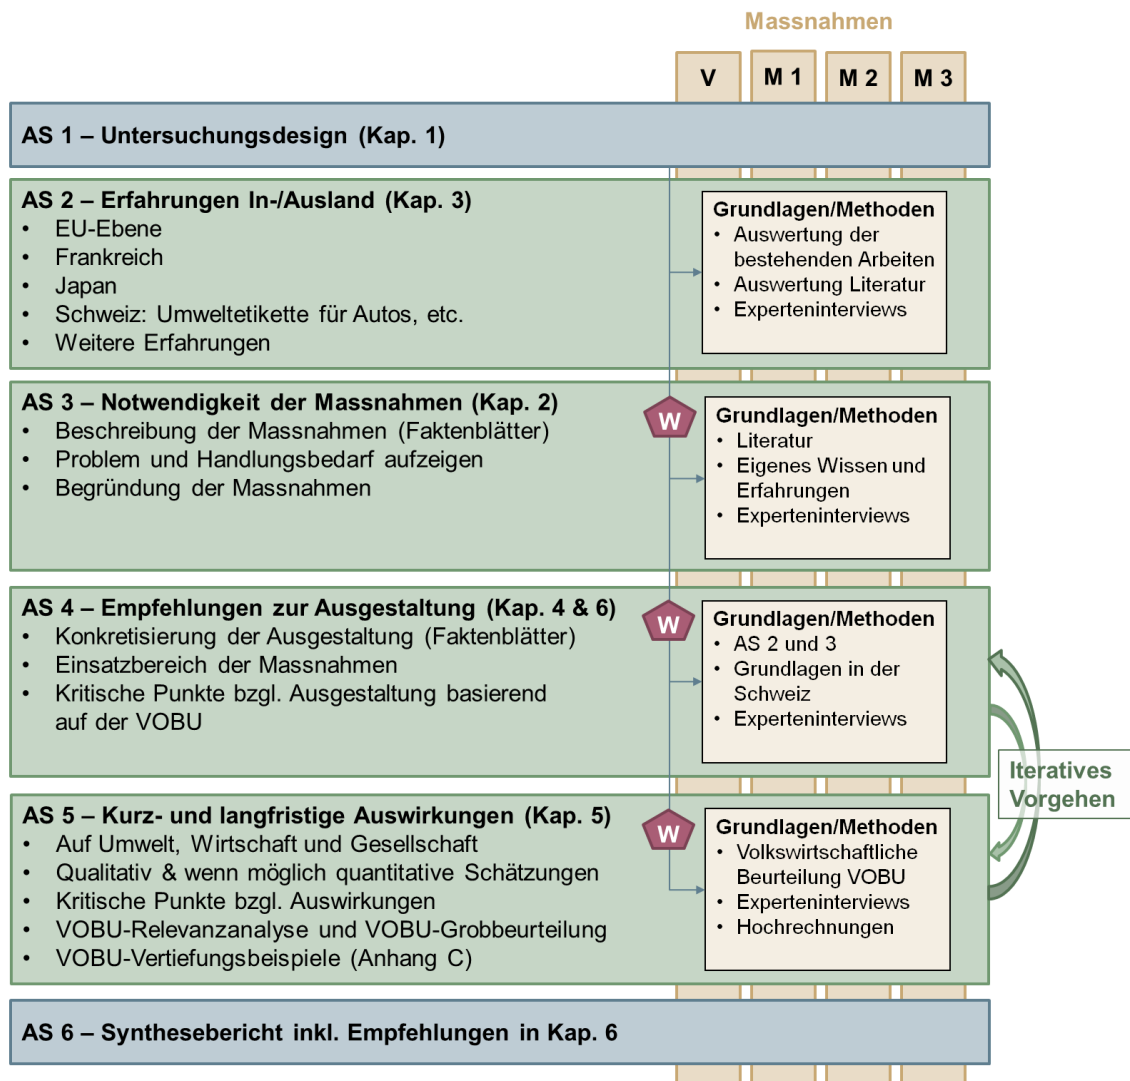 Massnahmen
V
M 1
M 2
M 3
AS 1 – Untersuchungsdesign (Kap. 1)
AS 2 – Erfahrungen In-/Ausland (Kap. 3)
• EU-Ebene
• Frankreich
• Japan
• Schweiz: Umweltetikette für Autos, etc.
• Weitere Erfahrungen
Grundlagen/Methoden
• Auswertung der
bestehenden Arbeiten
• Auswertung Literatur
• Experteninterviews
AS 3 – Notwendigkeit der Massnahmen (Kap. 2)
• Beschreibung der Massnahmen (Faktenblätter)
• Problem und Handlungsbedarf aufzeigen
• Begründung der Massnahmen
W
Grundlagen/Methoden
• Literatur
• Eigenes Wissen und
Erfahrungen
• Experteninterviews
AS 4 – Empfehlungen zur Ausgestaltung (Kap. 4 & 6)
• Konkretisierung der Ausgestaltung (Faktenblätter)
• Einsatzbereich der Massnahmen
• Kritische Punkte bzgl. Ausgestaltung basierend
auf der VOBU
W
Grundlagen/Methoden
• AS 2 und 3
• Grundlagen in der
Schweiz
• Experteninterviews
Iteratives
Vorgehen
AS 5 – Kurz- und langfristige Auswirkungen (Kap. 5)
• Auf Umwelt, Wirtschaft und Gesellschaft
• Qualitativ & wenn möglich quantitative Schätzungen
• Kritische Punkte bzgl. Auswirkungen
• VOBU-Relevanzanalyse und VOBU-Grobbeurteilung
• VOBU-Vertiefungsbeispiele (Anhang C)
W
Grundlagen/Methoden
• Volkswirtschaftliche
Beurteilung VOBU
• Experteninterviews
• Hochrechnungen
AS 6 – Synthesebericht inkl. Empfehlungen in Kap. 6